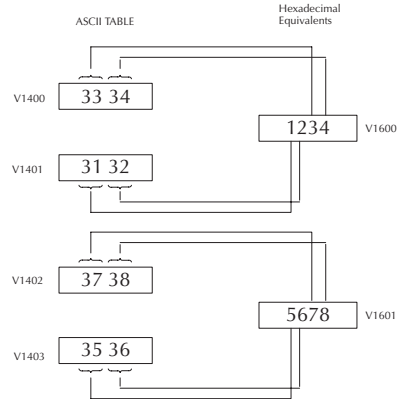 Hexadecimal
Equivalents
ASCII TABLE
V1400
33 34
1234
V1600
V1401
31 32
V1402
37 38
5678
V1601
V1403
35 36